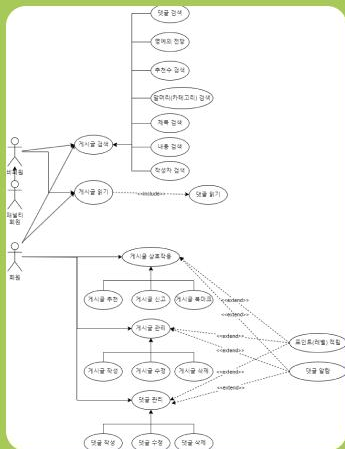 댓글 검색
명예의 전당
추천수 검색
말머리(카테고리) 검색
제목 검색
내용 검색
작성자 검색
게시글 검색
비회원
게시글 읽기
<<include>>
댓글 읽기
패널티
회원
회원
게시글 상호작용
게시글 추천
게시글 신고
게시글 북마크
<<extend>>
<<extend>>
게시글 관리
<<extend>>
<<extend>>
포인트(레벨) 적립
게시글 작성
게시글 수정
게시글 삭제
<<extend>>
댓글 알림
<<extend>>
댓글 관리
댓글 작성
댓글 수정
댓글 삭제